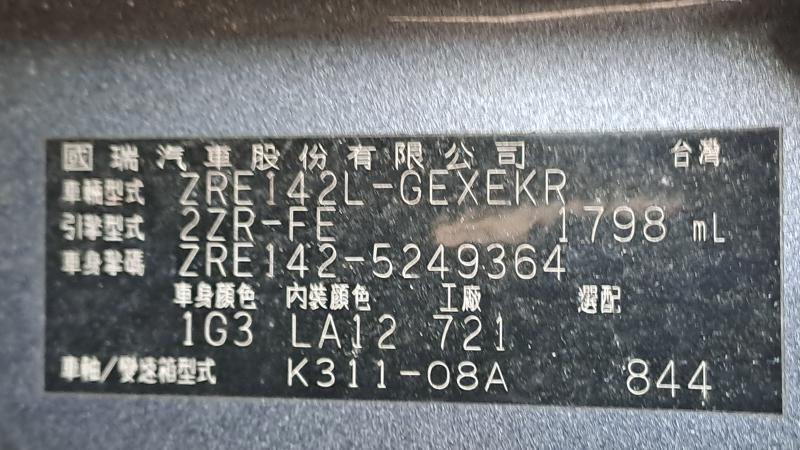 國瑞汽車股份有限公司 台灣
車輛型式 ZRE142L-GEXEKR
引擎型式 2ZR-FE 1798 mL
車身號碼 ZRE142-5249364
車身顏色 內裝顏色 工廠 選配
1G3 LA12 721
車軸/變速箱型式 K311-08A 844